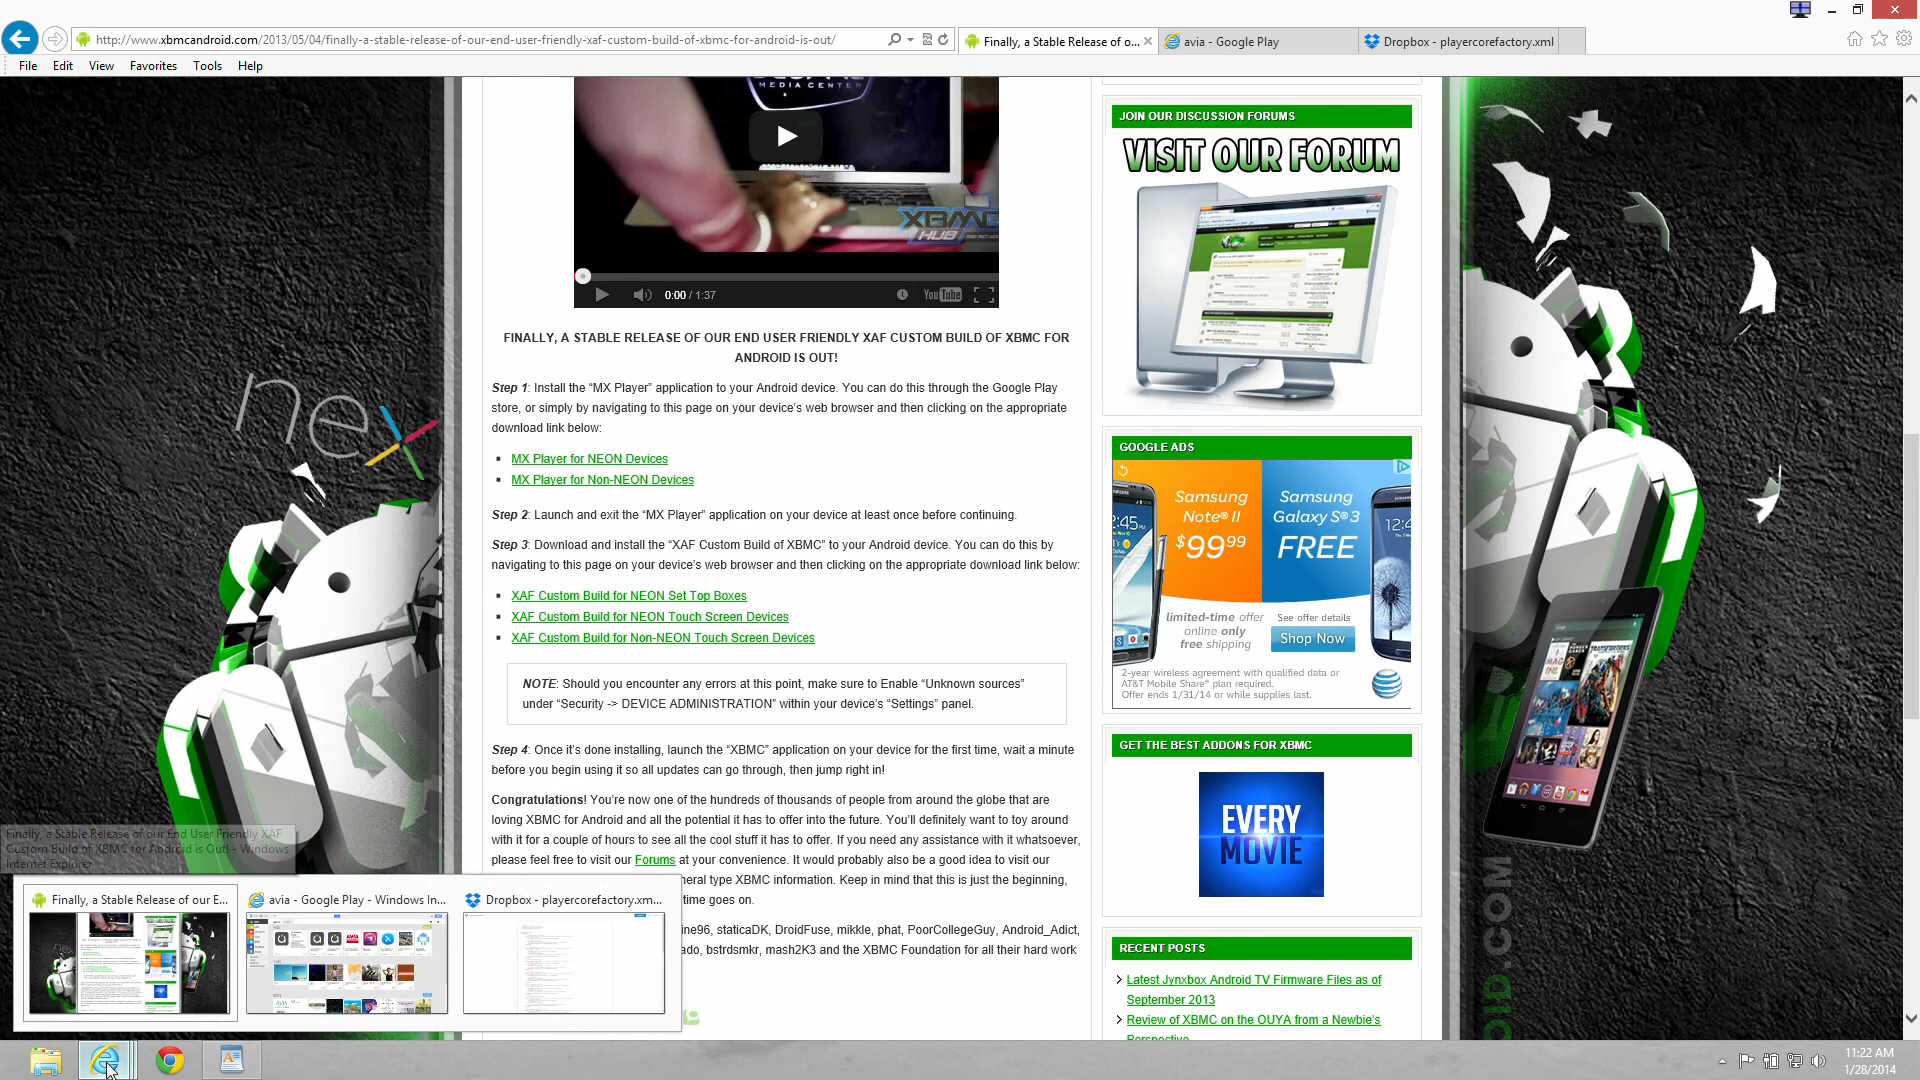 http://www.xbmcandroid.com/2013/05/04/finally-a-stable-release-of-our-end-user-friendly-xaf-custom-build-of-xbmc-for-android-is-out/
Finally, a Stable Release of o...
avia - Google Play
Dropbox - playercorefactory.xml
File Edit View Favorites Tools Help
MEDIA CENTER
XBMC
HUB
0:00 / 1:37
YouTube
FINALLY, A STABLE RELEASE OF OUR END USER FRIENDLY XAF CUSTOM BUILD OF XBMC FOR
ANDROID IS OUT!
Step 1: Install the “MX Player” application to your Android device. You can do this through the Google Play
store, or simply by navigating to this page on your device’s web browser and then clicking on the appropriate
download link below:
MX Player for NEON Devices
MX Player for Non-NEON Devices
Step 2: Launch and exit the “MX Player” application on your device at least once before continuing.
Step 3: Download and install the “XAF Custom Build of XBMC” to your Android device. You can do this by
navigating to this page on your device’s web browser and then clicking on the appropriate download link below:
XAF Custom Build for NEON Set Top Boxes
XAF Custom Build for NEON Touch Screen Devices
XAF Custom Build for Non-NEON Touch Screen Devices
NOTE: Should you encounter any errors at this point, make sure to Enable “Unknown sources”
under “Security -> DEVICE ADMINISTRATION” within your device’s “Settings” panel.
Step 4: Once it’s done installing, launch the “XBMC” application on your device for the first time, wait a minute
before you begin using it so all updates can go through, then jump right in!
Congratulations! You’re now one of the hundreds of thousands of people from around the globe that are
loving XBMC for Android and all the potential it has to offer into the future. You’ll definitely want to toy around
with it for a couple of hours to see all the cool stuff it has to offer. If you need any assistance with it whatsoever,
please feel free to visit our Forums at your convenience. It would probably also be a good idea to visit our
neral type XBMC information. Keep in mind that this is just the beginning,
time goes on.
ine96, staticaDK, DroidFuse, mikkle, phat, PoorCollegeGuy, Android_Adict,
ado, bstrdsmkr, mash2K3 and the XBMC Foundation for all their hard work
JOIN OUR DISCUSSION FORUMS
VISIT OUR FORUM
GOOGLE ADS
Samsung
Note® II
$99⁹⁹
Samsung
Galaxy S® 3
FREE
2:45
12:4
limited-time offer
online only
free shipping
See offer details
Shop Now
2-year wireless agreement with qualified data or
AT&T Mobile Share® plan required.
Offer ends 1/31/14 or while supplies last.
GET THE BEST ADDONS FOR XBMC
EVERY
MOVIE
RECENT POSTS
Latest Jynxbox Android TV Firmware Files as of
September 2013
Review of XBMC on the OUYA from a Newbie's
Perspective
nex
OID.COM
Finally, a Stable Release of our End User Friendly XAF
Custom Build of XBMC for Android is Out! - Windows
Internet Explorer
Finally, a Stable Release of our E...
avia - Google Play - Windows In...
Dropbox - playercorefactory.xm...
11:22 AM
1/28/2014